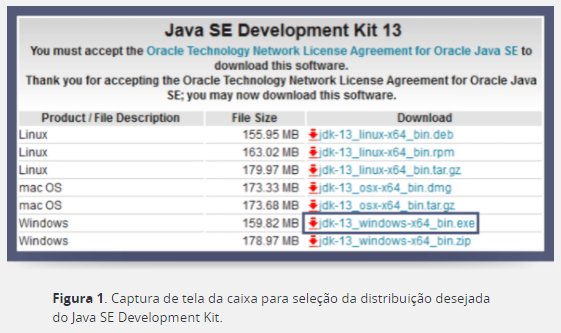 Java SE Development Kit 13
You must accept the Oracle Technology Network License Agreement for Oracle Java SE to
download this software.
Thank you for accepting the Oracle Technology Network License Agreement for Oracle Java
SE; you may now download this software.
Product / File Description File Size Download
Linux 155.95 MB jdk-13_linux-x64_bin.deb
Linux 163.02 MB jdk-13_linux-x64_bin.rpm
Linux 179.97 MB jdk-13_linux-x64_bin.tar.gz
mac OS 173.33 MB jdk-13_osx-x64_bin.dmg
mac OS 173.68 MB jdk-13_osx-x64_bin.tar.gz
Windows 159.82 MB jdk-13_windows-x64_bin.exe
Windows 178.97 MB jdk-13_windows-x64_bin.zip
Figura 1. Captura de tela da caixa para seleção da distribuição desejada
do Java SE Development Kit.